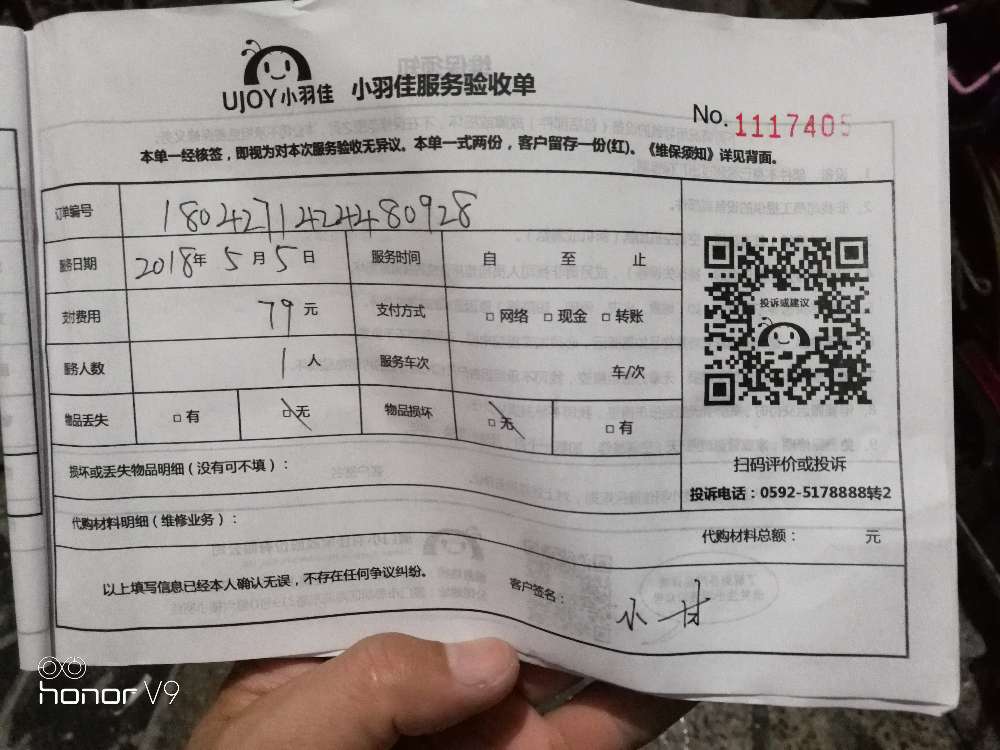 UJOY小羽佳 小羽佳服务验收单
No. 1117405
本单一经核签，即视为对本次服务验收无异议。本单一式两份，客户留存一份(红)。《维保须知》详见背面。
订单编号 18042714244480928
服务日期 2018年 5月 5日 服务时间 自 至 止
支付费用 79元 支付方式 □ 网络 □ 现金 □ 转账
服务人数 1人 服务车次 车/次
物品丢失 □ 有 □ 无 物品损坏 □ 无 □ 有
投诉或建议
扫码评价或投诉
投诉电话：0592-5178888转2
损坏或丢失物品明细（没有可不填）：
代购材料明细（维修业务）： 代购材料总额： 元
以上填写信息已经本人确认无误，不存在任何争议纠纷。 客户签名： 小甘
honor V9